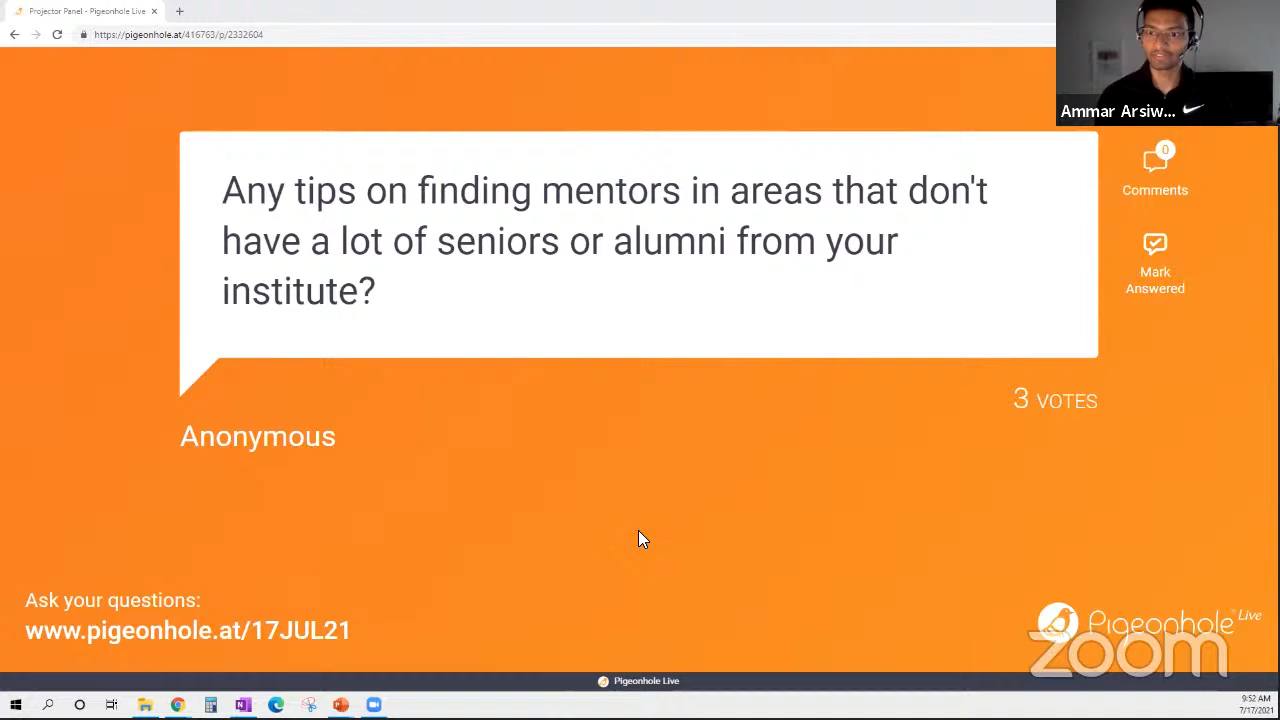 Projector Panel - Pigeonhole Live
https://pigeonhole.at/416763/p/2332604
Ammar Arsiw...
Any tips on finding mentors in areas that don't
have a lot of seniors or alumni from your
institute?
0
Comments
Mark
Answered
3 VOTES
Anonymous
Ask your questions:
www.pigeonhole.at/17JUL21
Pigeonhole Live
zoom
Pigeonhole Live
9:52 AM
7/17/2021